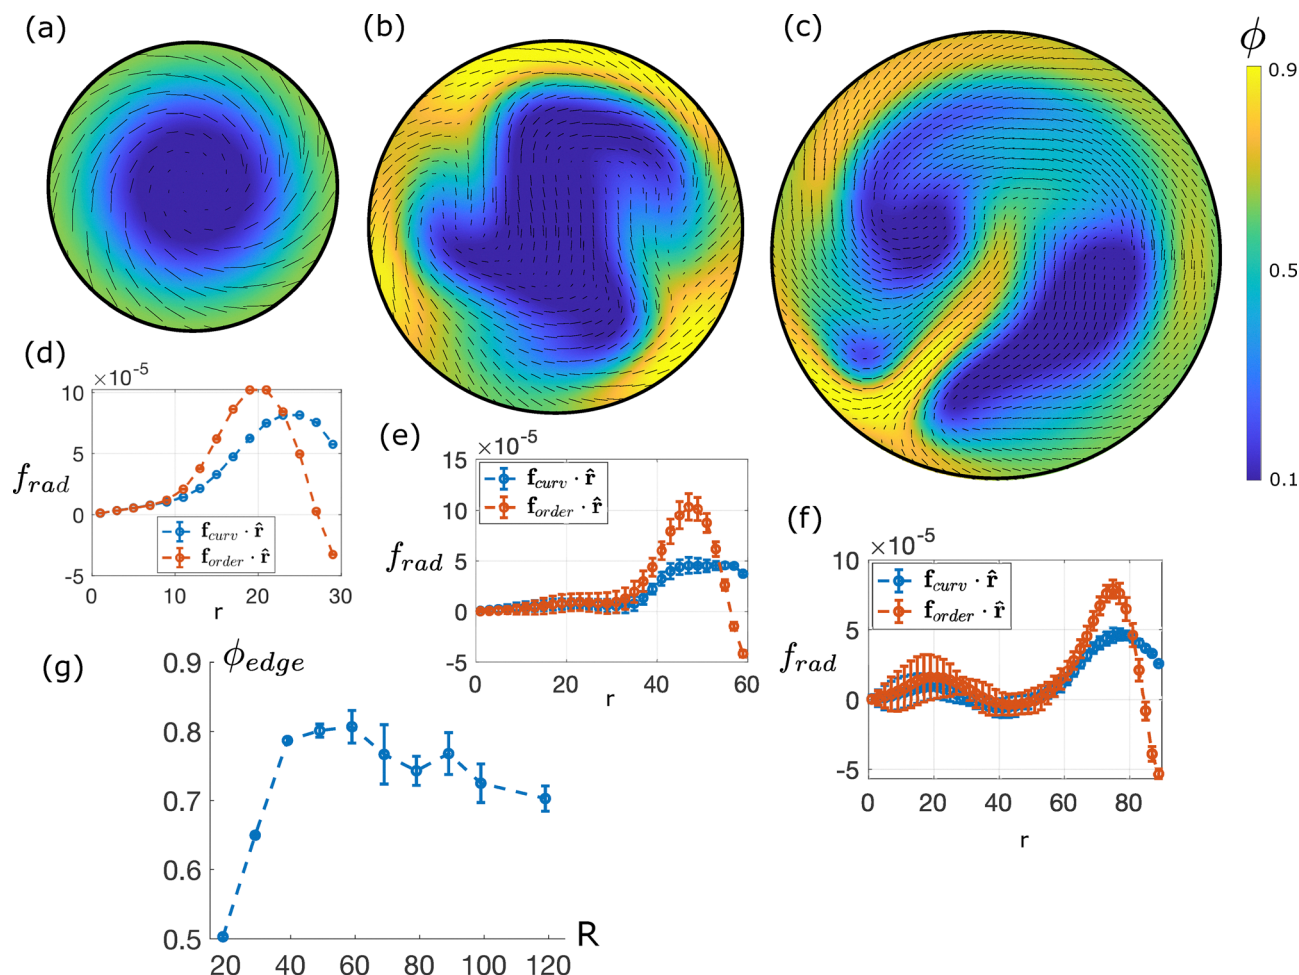 (a)
(b)
(c)
ϕ
0.9
0.5
0.1
(d)
×10⁻⁵
10
5
0
-5
f_rad
f_curv · r̂
f_order · r̂
0 10 20 30
r
(e)
×10⁻⁵
15
10
5
0
-5
f_rad
f_curv · r̂
f_order · r̂
0 20 40 60
r
(f)
×10⁻⁵
10
5
0
-5
f_rad
f_curv · r̂
f_order · r̂
0 20 40 60 80
r
(g)
ϕ_edge
0.9
0.8
0.7
0.6
0.5
20 40 60 80 100 120
R